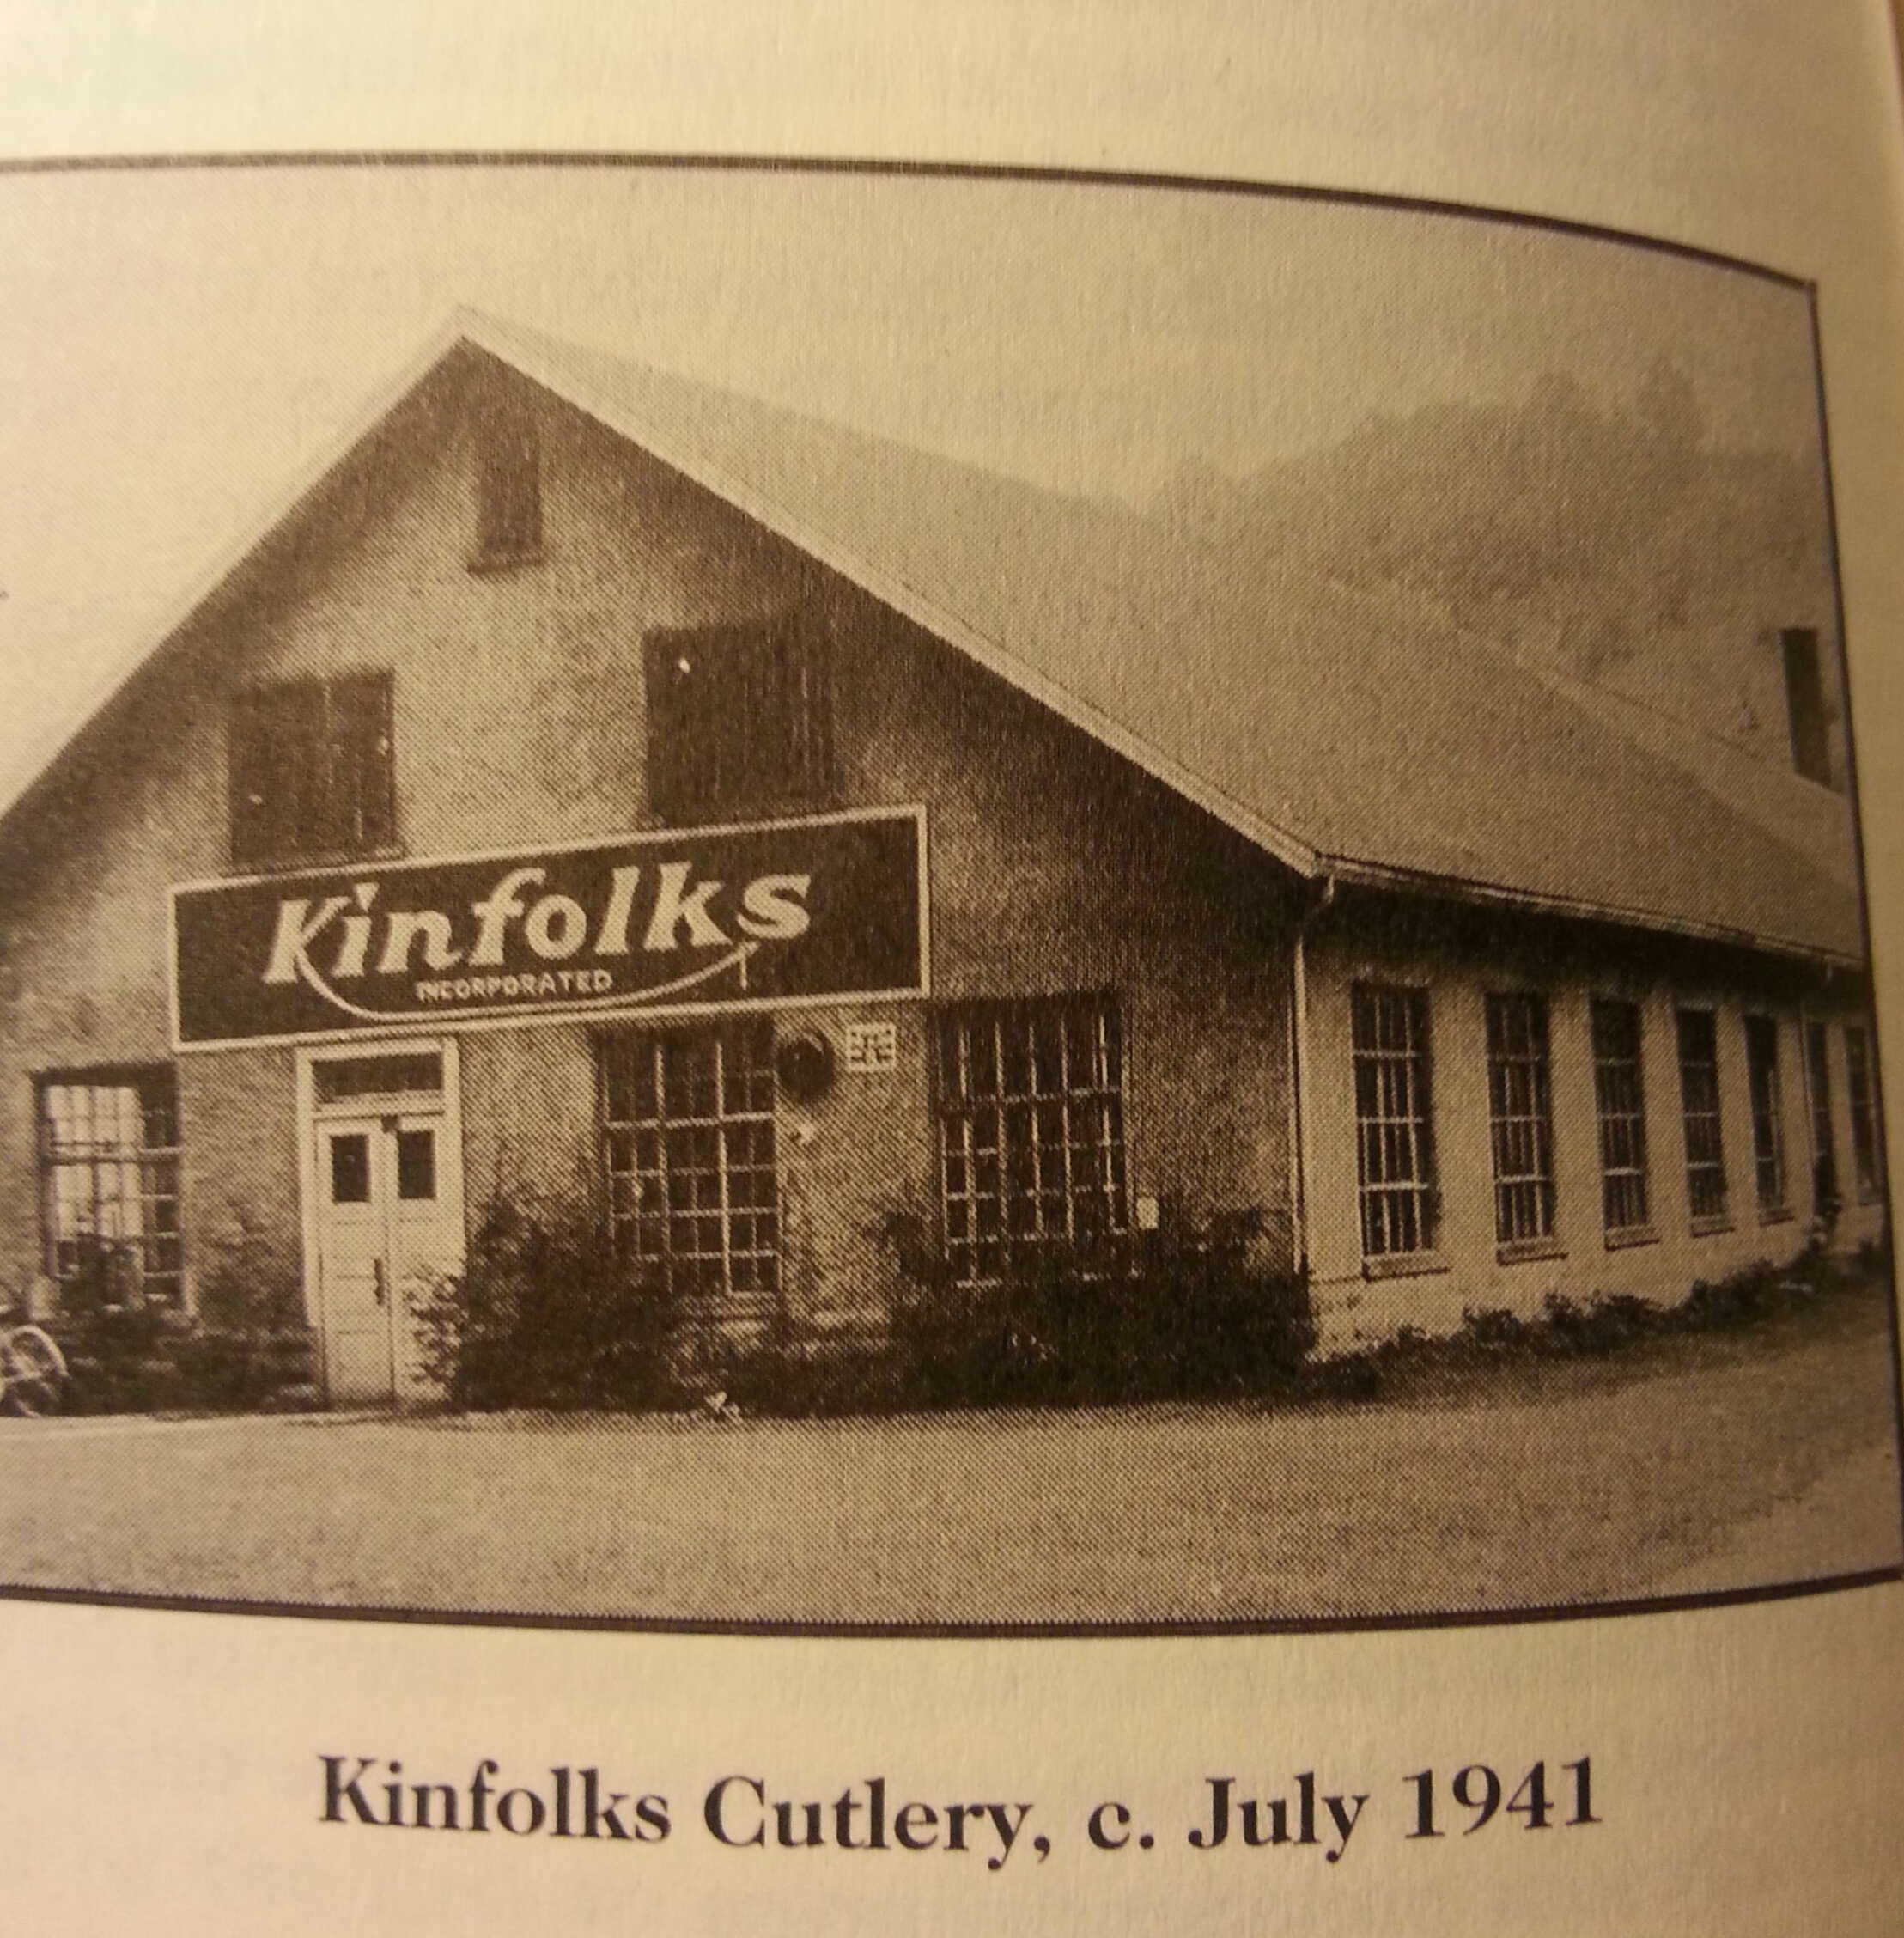 Kinfolks
INCORPORATED
Kinfolks Cutlery, c. July 1941